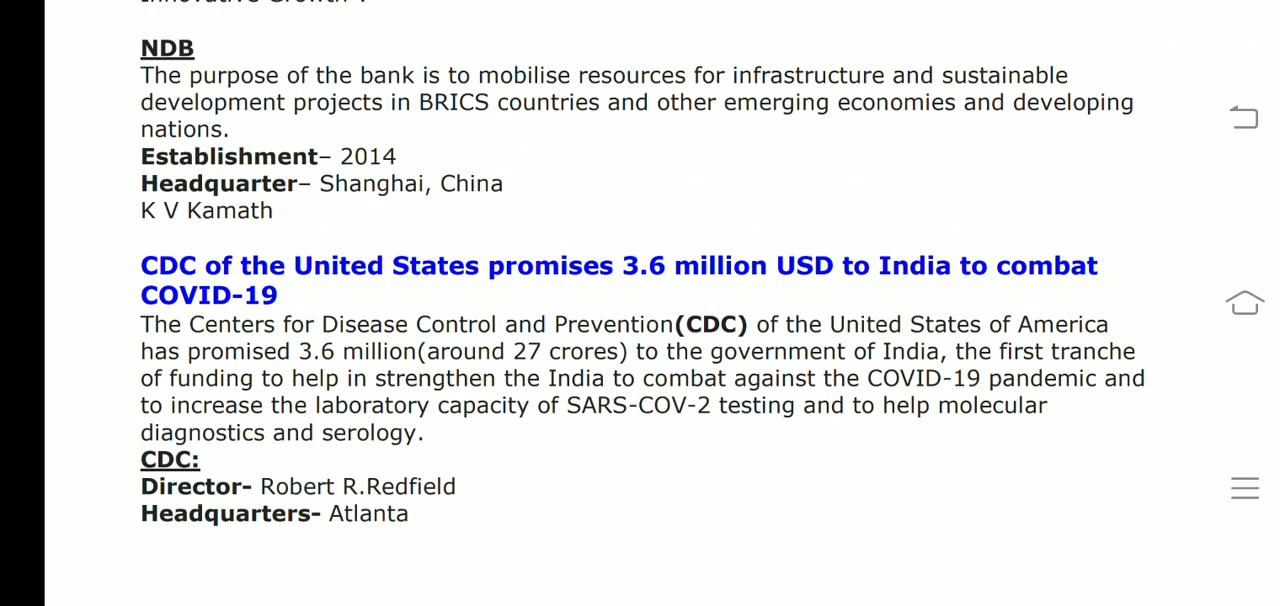 NDB
The purpose of the bank is to mobilise resources for infrastructure and sustainable
development projects in BRICS countries and other emerging economies and developing
nations.
Establishment– 2014
Headquarter– Shanghai, China
K V Kamath
CDC of the United States promises 3.6 million USD to India to combat
COVID-19
The Centers for Disease Control and Prevention(CDC) of the United States of America
has promised 3.6 million(around 27 crores) to the government of India, the first tranche
of funding to help in strengthen the India to combat against the COVID-19 pandemic and
to increase the laboratory capacity of SARS-COV-2 testing and to help molecular
diagnostics and serology.
CDC:
Director- Robert R.Redfield
Headquarters- Atlanta